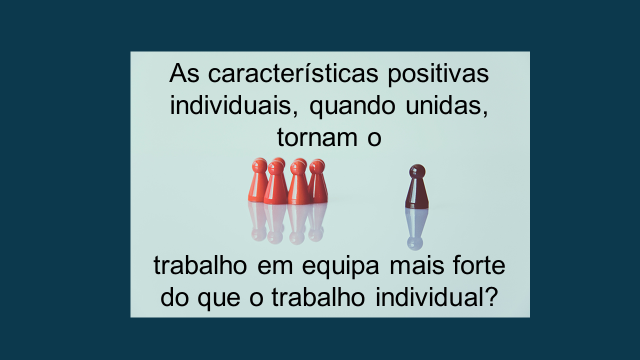 As características positivas
individuais, quando unidas,
tornam o
trabalho em equipa mais forte
do que o trabalho individual?